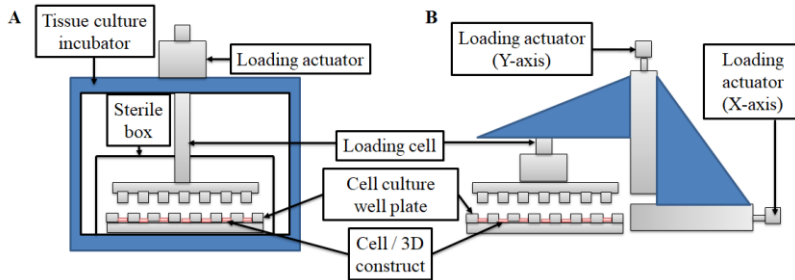 A
Tissue culture
incubator
Loading actuator
Sterile
box
Loading cell
Cell culture
well plate
Cell / 3D
construct
B
Loading actuator
(Y-axis)
Loading
actuator
(X-axis)